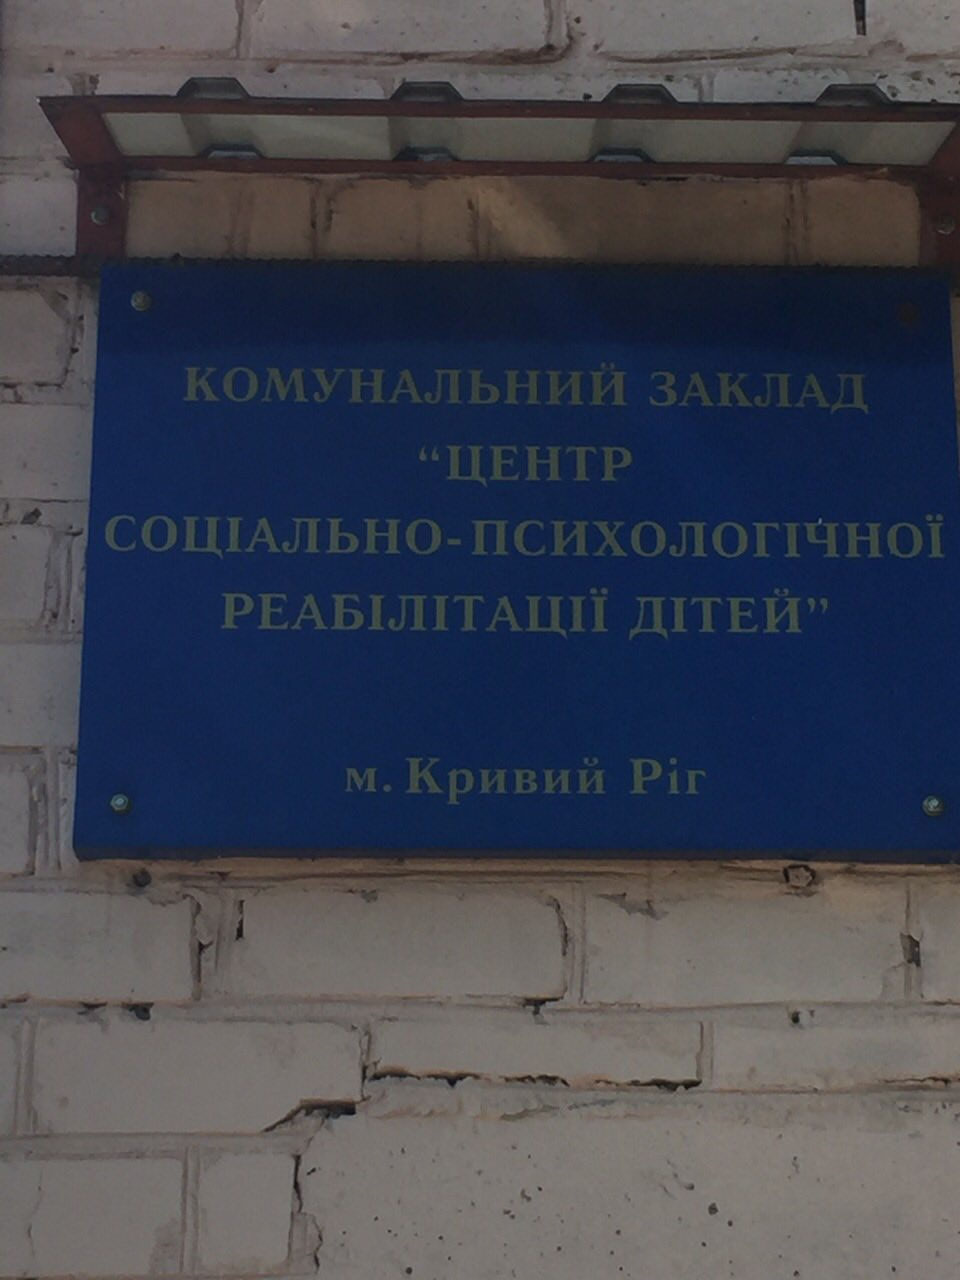 КОМУНАЛЬНИЙ ЗАКЛАД
“ЦЕНТР
СОЦІАЛЬНО-ПСИХОЛОГІЧНОЇ
РЕАБІЛІТАЦІЇ ДІТЕЙ”
м. Кривий Ріг